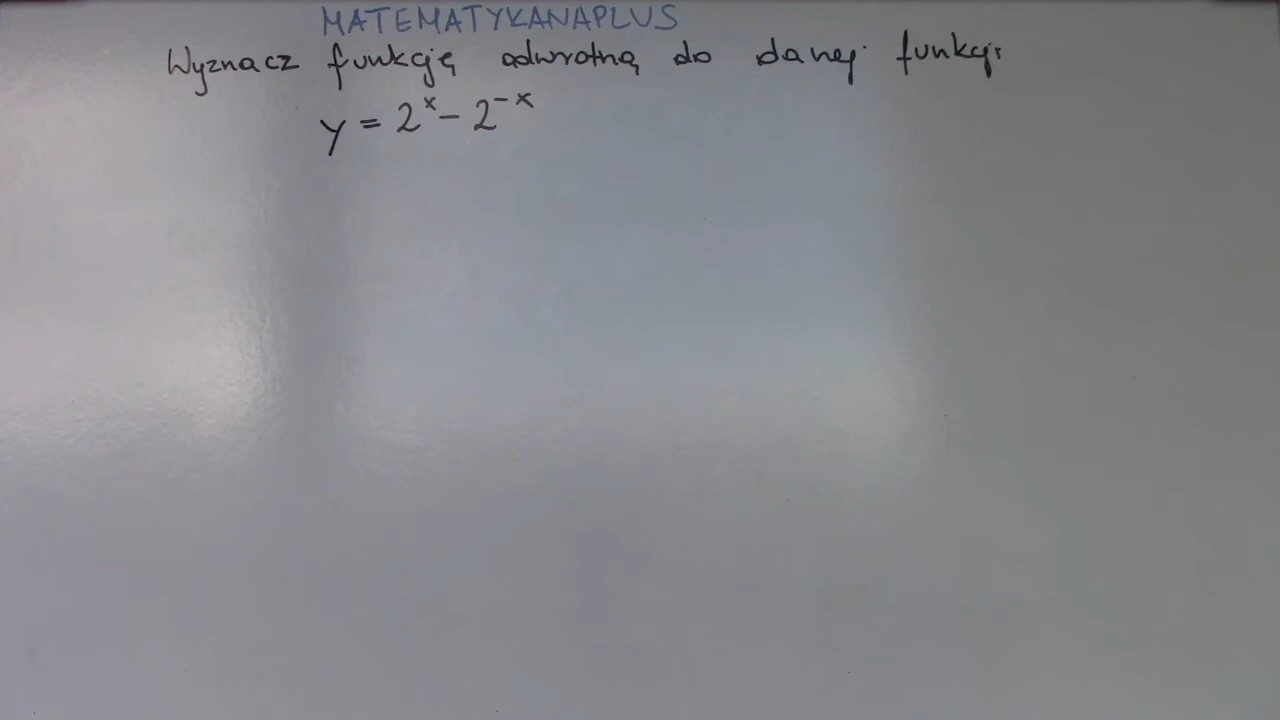 MATEMATYKANAPLUS
Wyznacz funkcję odwrotną do danej funkcji
y = 2^x - 2^-x